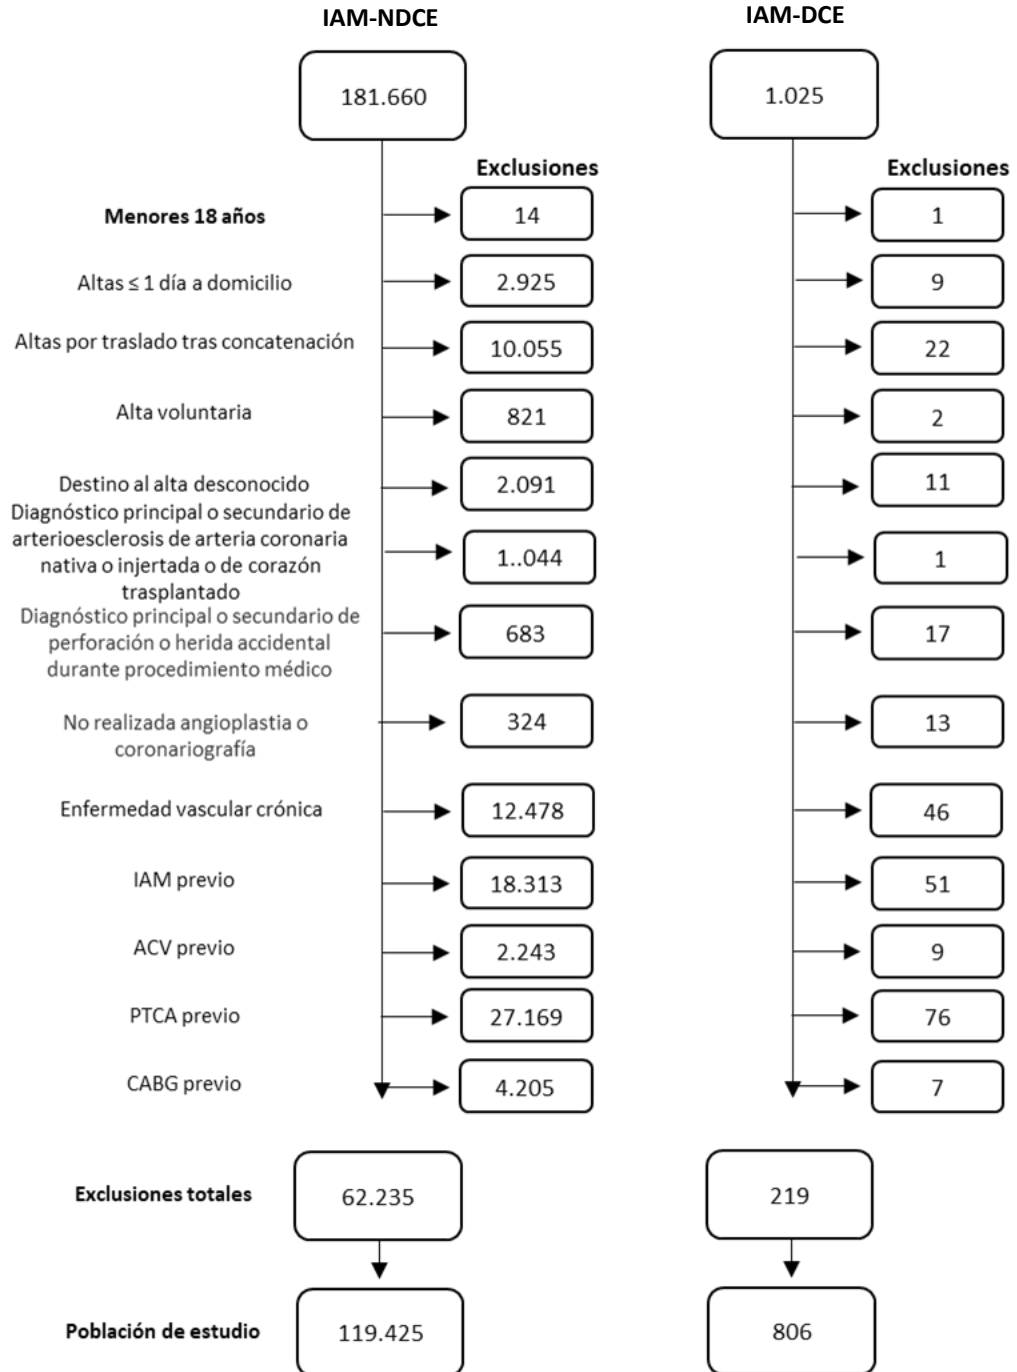 IAM-NDCE
IAM-DCE
181.660
1.025
Exclusiones
Exclusiones
Menores 18 años
14
1
Altas ≤ 1 día a domicilio
2.925
9
Altas por traslado tras concatenación
10.055
22
Alta voluntaria
821
2
Destino al alta desconocido
2.091
11
Diagnóstico principal o secundario de
arterioesclerosis de arteria coronaria
nativa o injertada o de corazón
trasplantado
1..044
1
Diagnóstico principal o secundario de
perforación o herida accidental
durante procedimiento médico
683
17
No realizada angioplastia o
coronariografía
324
13
Enfermedad vascular crónica
12.478
46
IAM previo
18.313
51
ACV previo
2.243
9
PTCA previo
27.169
76
CABG previo
4.205
7
Exclusiones totales
62.235
219
Población de estudio
119.425
806